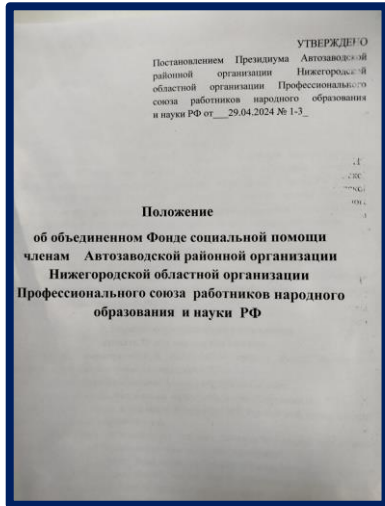 УТВЕРЖДЕНО
Постановлением Президиума Автозаводской
районной организации Нижегородской
областной организации Профессионального
союза работников народного образования
и науки РФ от___29.04.2024 № 1-3_
Положение
об объединенном Фонде социальной помощи
членам Автозаводской районной организации
Нижегородской областной организации
Профессионального союза работников народного
образования и науки РФ